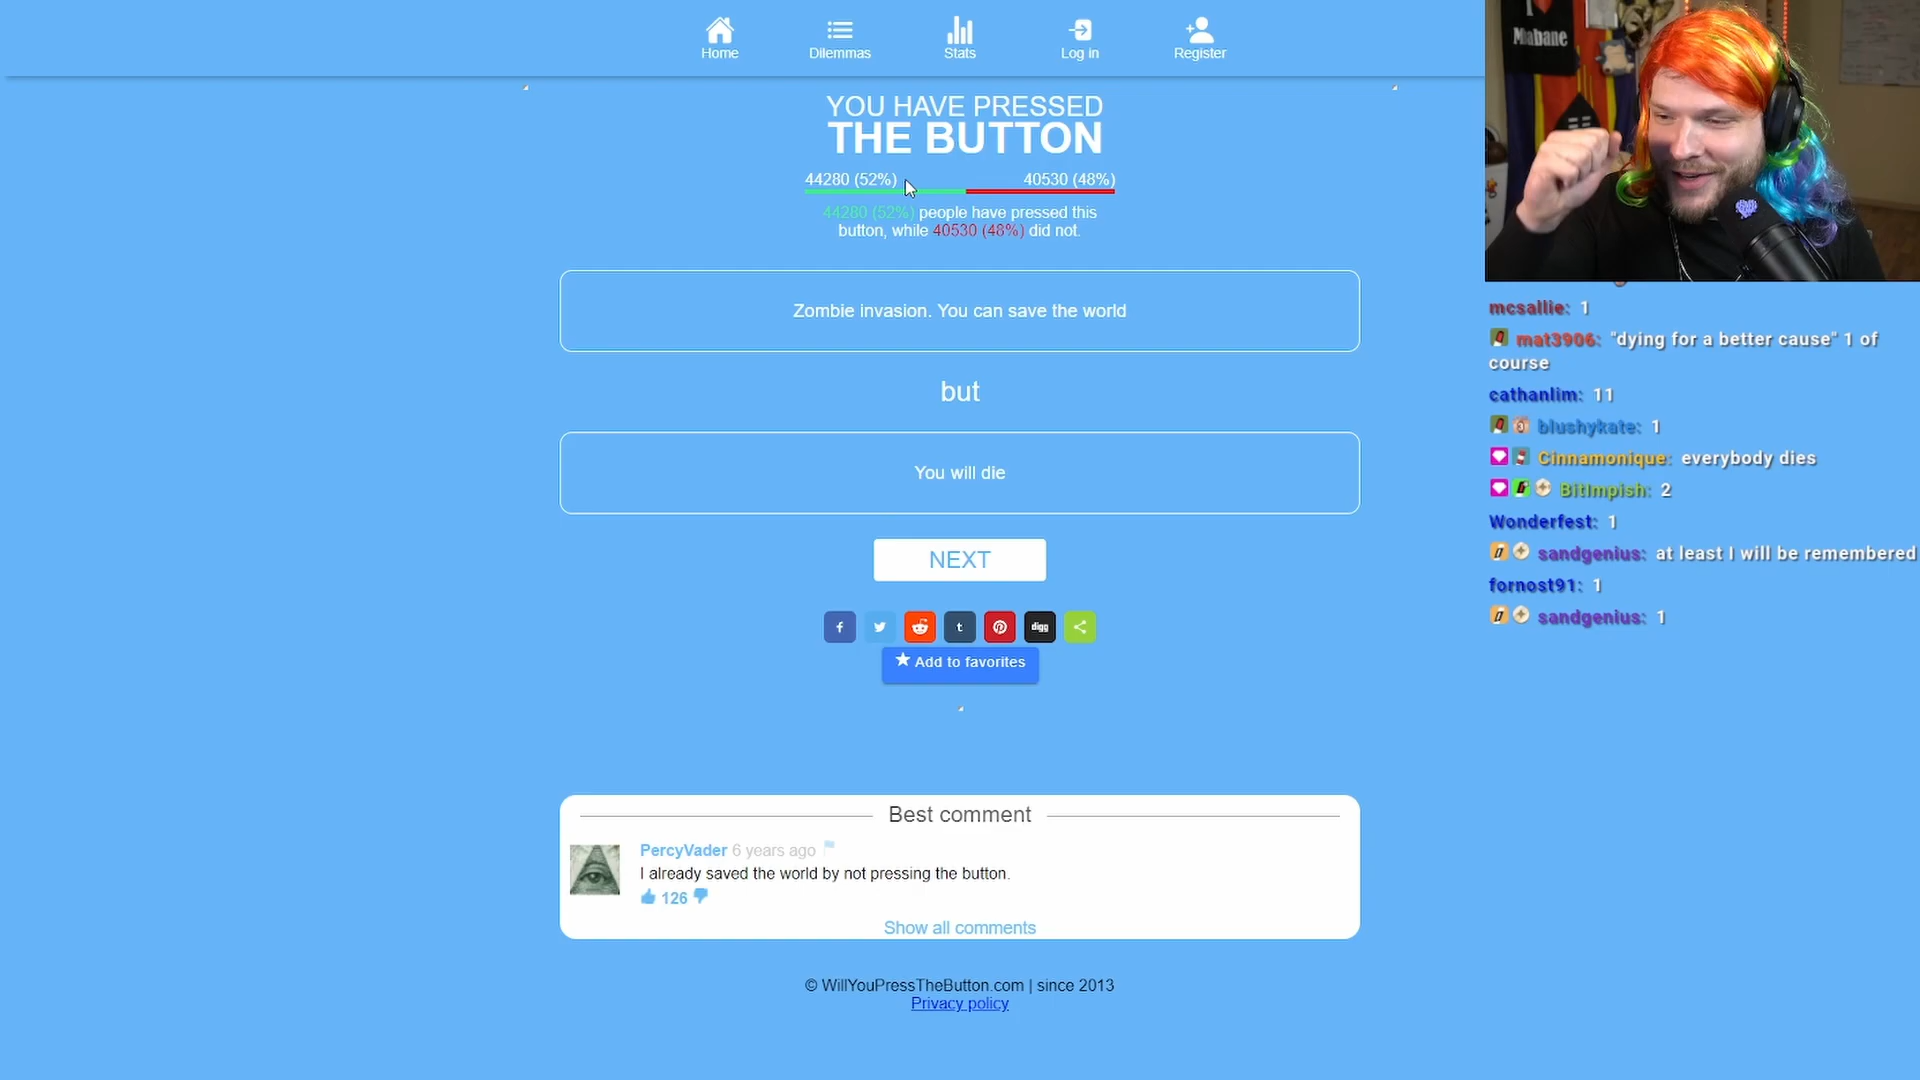 Home
Dilemmas
Stats
Log in
Register
YOU HAVE PRESSED
THE BUTTON
44280 (52%)
40530 (48%)
44280 (52%) people have pressed this
button, while 40530 (48%) did not.
Zombie invasion. You can save the world
but
You will die
NEXT
f
t
digg
Add to favorites
Best comment
PercyVader 6 years ago
I already saved the world by not pressing the button.
126
Show all comments
© WillYouPressTheButton.com | since 2013
Privacy policy
mcsallie: 1
mat3906: "dying for a better cause" 1 of
course
cathanlim: 11
blushykate: 1
Cinnamonique: everybody dies
BitImpish: 2
Wonderfest: 1
sandgenius: at least I will be remembered
fornost91: 1
sandgenius: 1